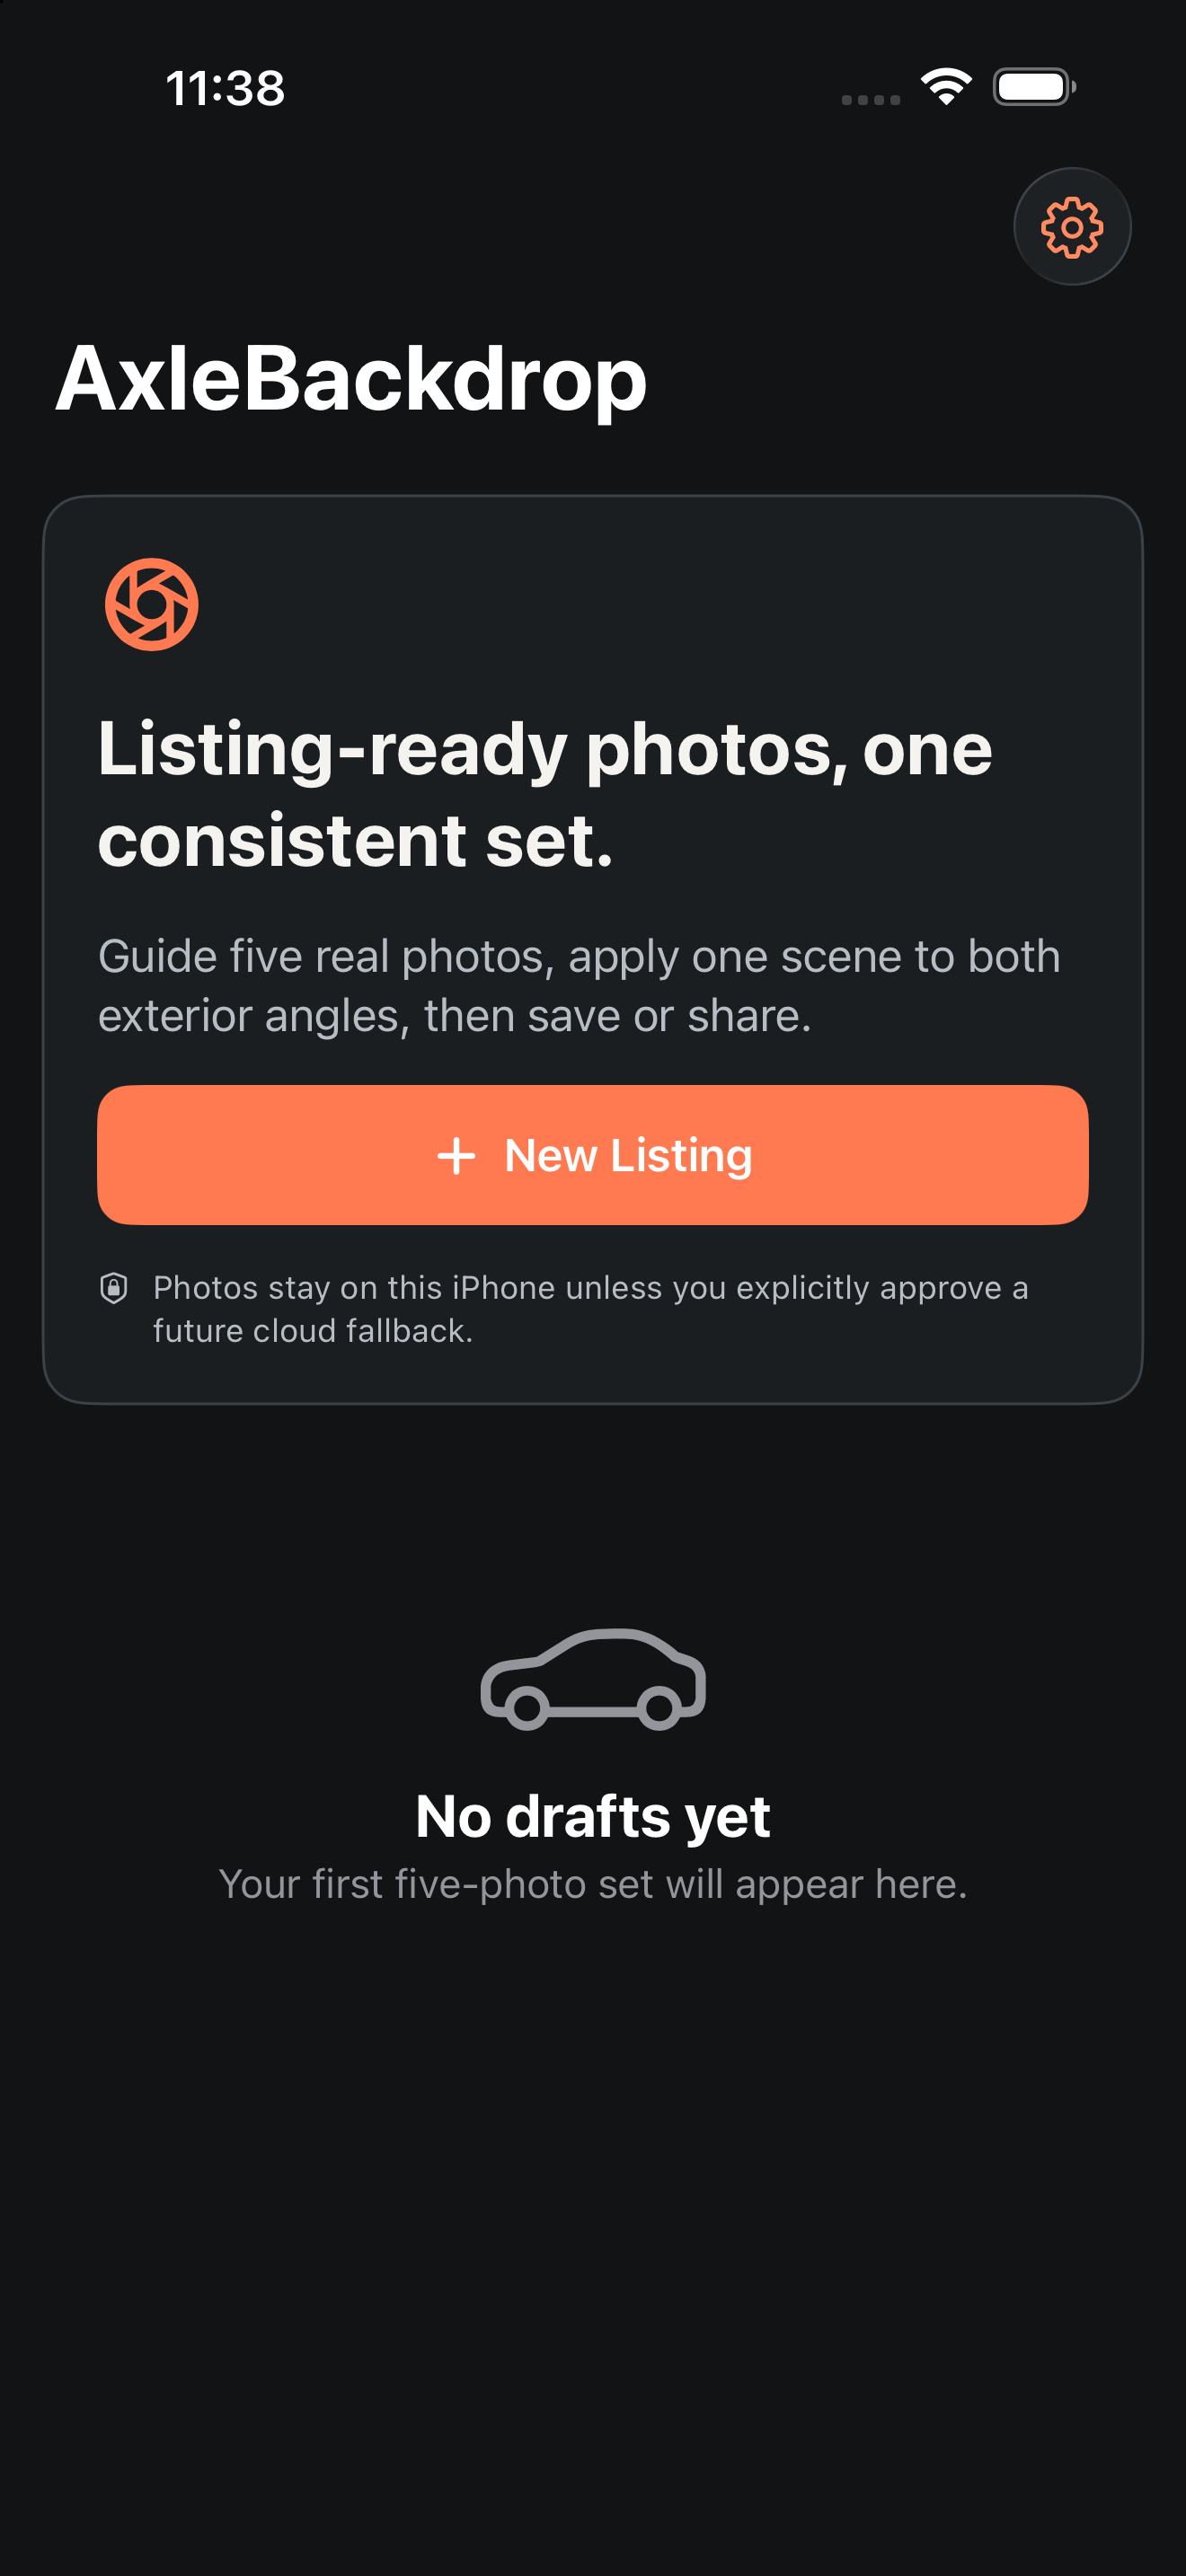 11:38
AxleBackdrop
Listing-ready photos, one
consistent set.
Guide five real photos, apply one scene to both
exterior angles, then save or share.
New Listing
Photos stay on this iPhone unless you explicitly approve a
future cloud fallback.
No drafts yet
Your first five-photo set will appear here.